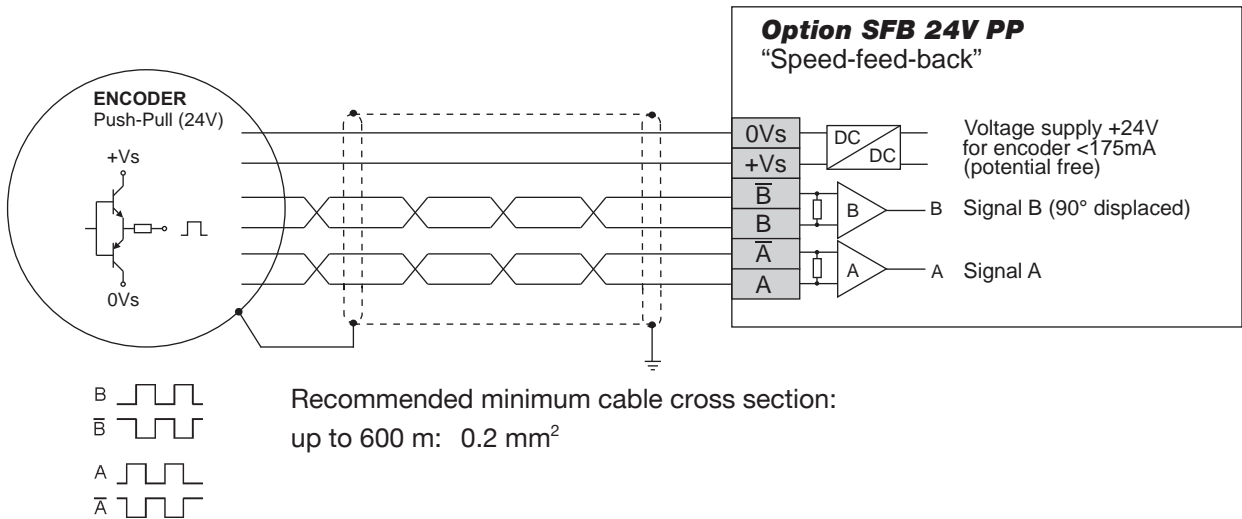 Option SFB 24V PP
“Speed-feed-back”
ENCODER
Push-Pull (24V)
+Vs
0Vs
0Vs
+Vs
B̅
B
A̅
A
DC
DC
Voltage supply +24V
for encoder <175mA
(potential free)
B
B
Signal B (90° displaced)
A
A
Signal A
B
B̅
A
A̅
Recommended minimum cable cross section:
up to 600 m: 0.2 mm²